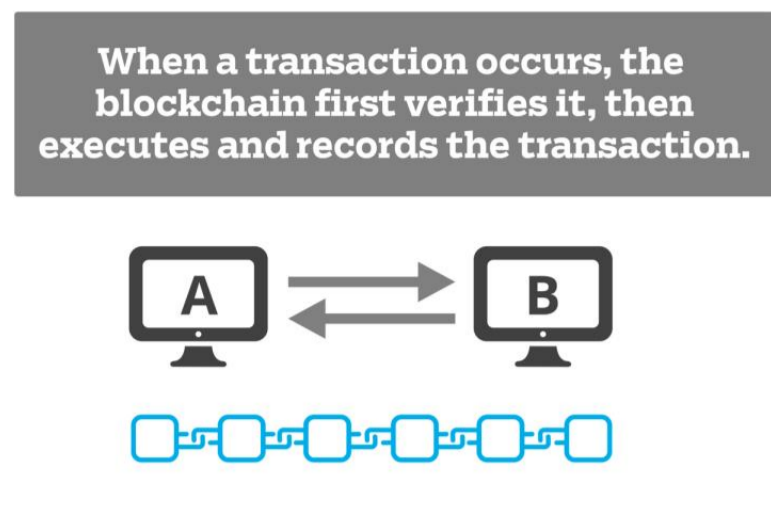 When a transaction occurs, the
blockchain first verifies it, then
executes and records the transaction.
A
B